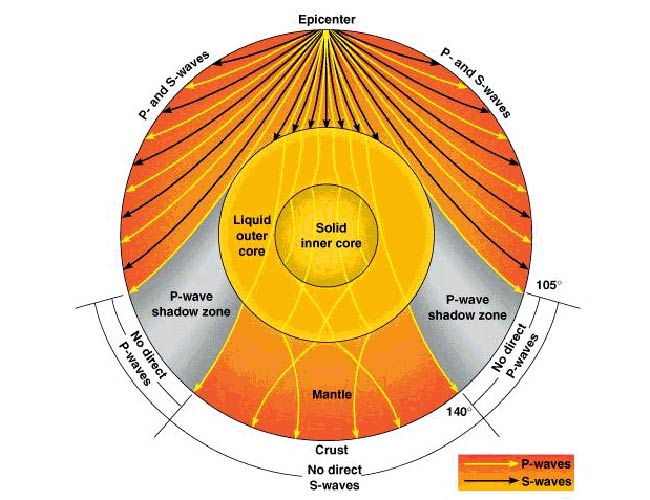 Epicenter
P- and S-waves
P- and S-waves
Liquid
outer
core
Solid
inner core
P-wave
shadow zone
P-wave
shadow zone
105°
No direct
P-waves
No direct
P-waves
Mantle
140°
Crust
No direct
S-waves
P-waves
S-waves